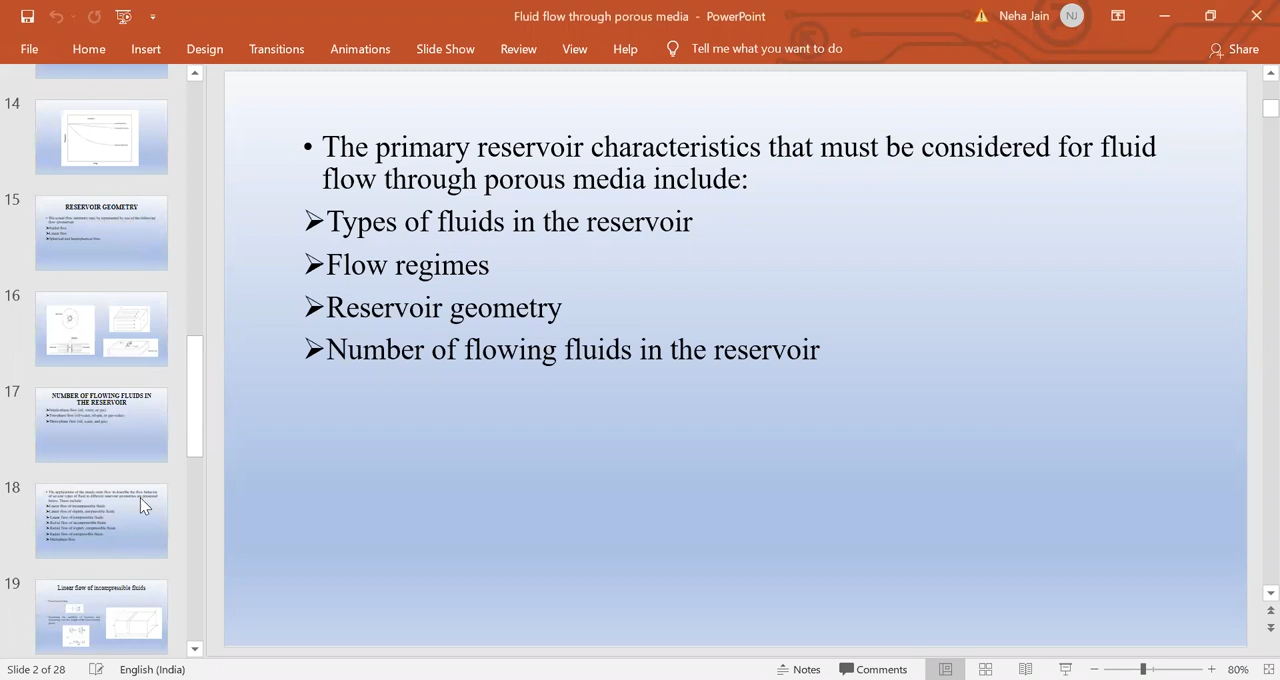 Fluid flow through porous media - PowerPoint
Neha Jain
NJ
File Home Insert Design Transitions Animations Slide Show Review View Help Tell me what you want to do
Share
14
15
RESERVOIR GEOMETRY
16
17
NUMBER OF FLOWING FLUIDS IN
THE RESERVOIR
18
19
Linear flow of incompressible fluids
• The primary reservoir characteristics that must be considered for fluid
flow through porous media include:
➢Types of fluids in the reservoir
➢Flow regimes
➢Reservoir geometry
➢Number of flowing fluids in the reservoir
Slide 2 of 28 English (India) Notes Comments 80%